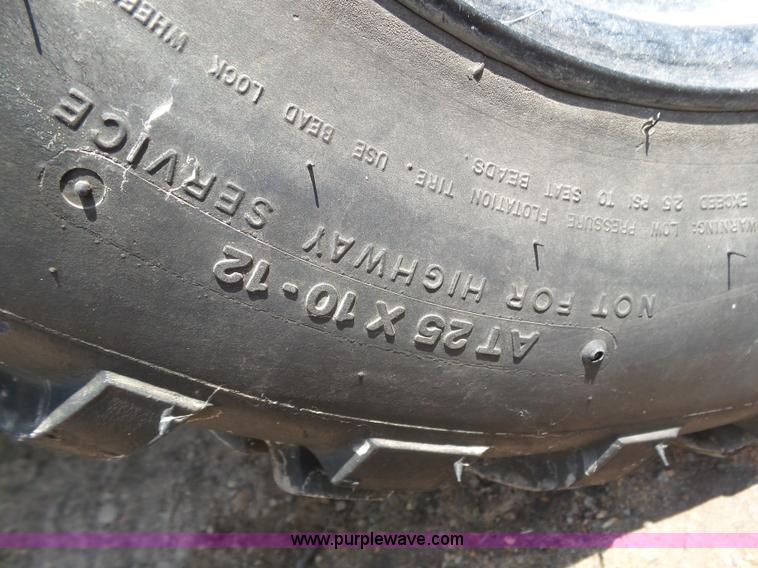 WARNING: LOW PRESSURE FLOTATION TIRE. USE BEAD LOCK
EXCEED 25 PSI TO SEAT BEADS.
NOT FOR HIGHWAY SERVICE
AT25 X 10-12
www.purplewave.com